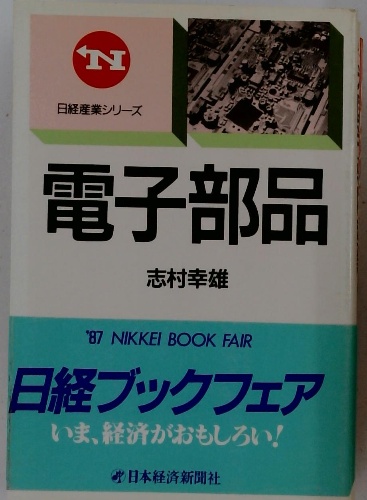 N
日経産業シリーズ
電子部品
志村幸雄
'87 NIKKEI BOOK FAIR
日経ブックフェア
いま、経済がおもしろい!
日本経済新聞社